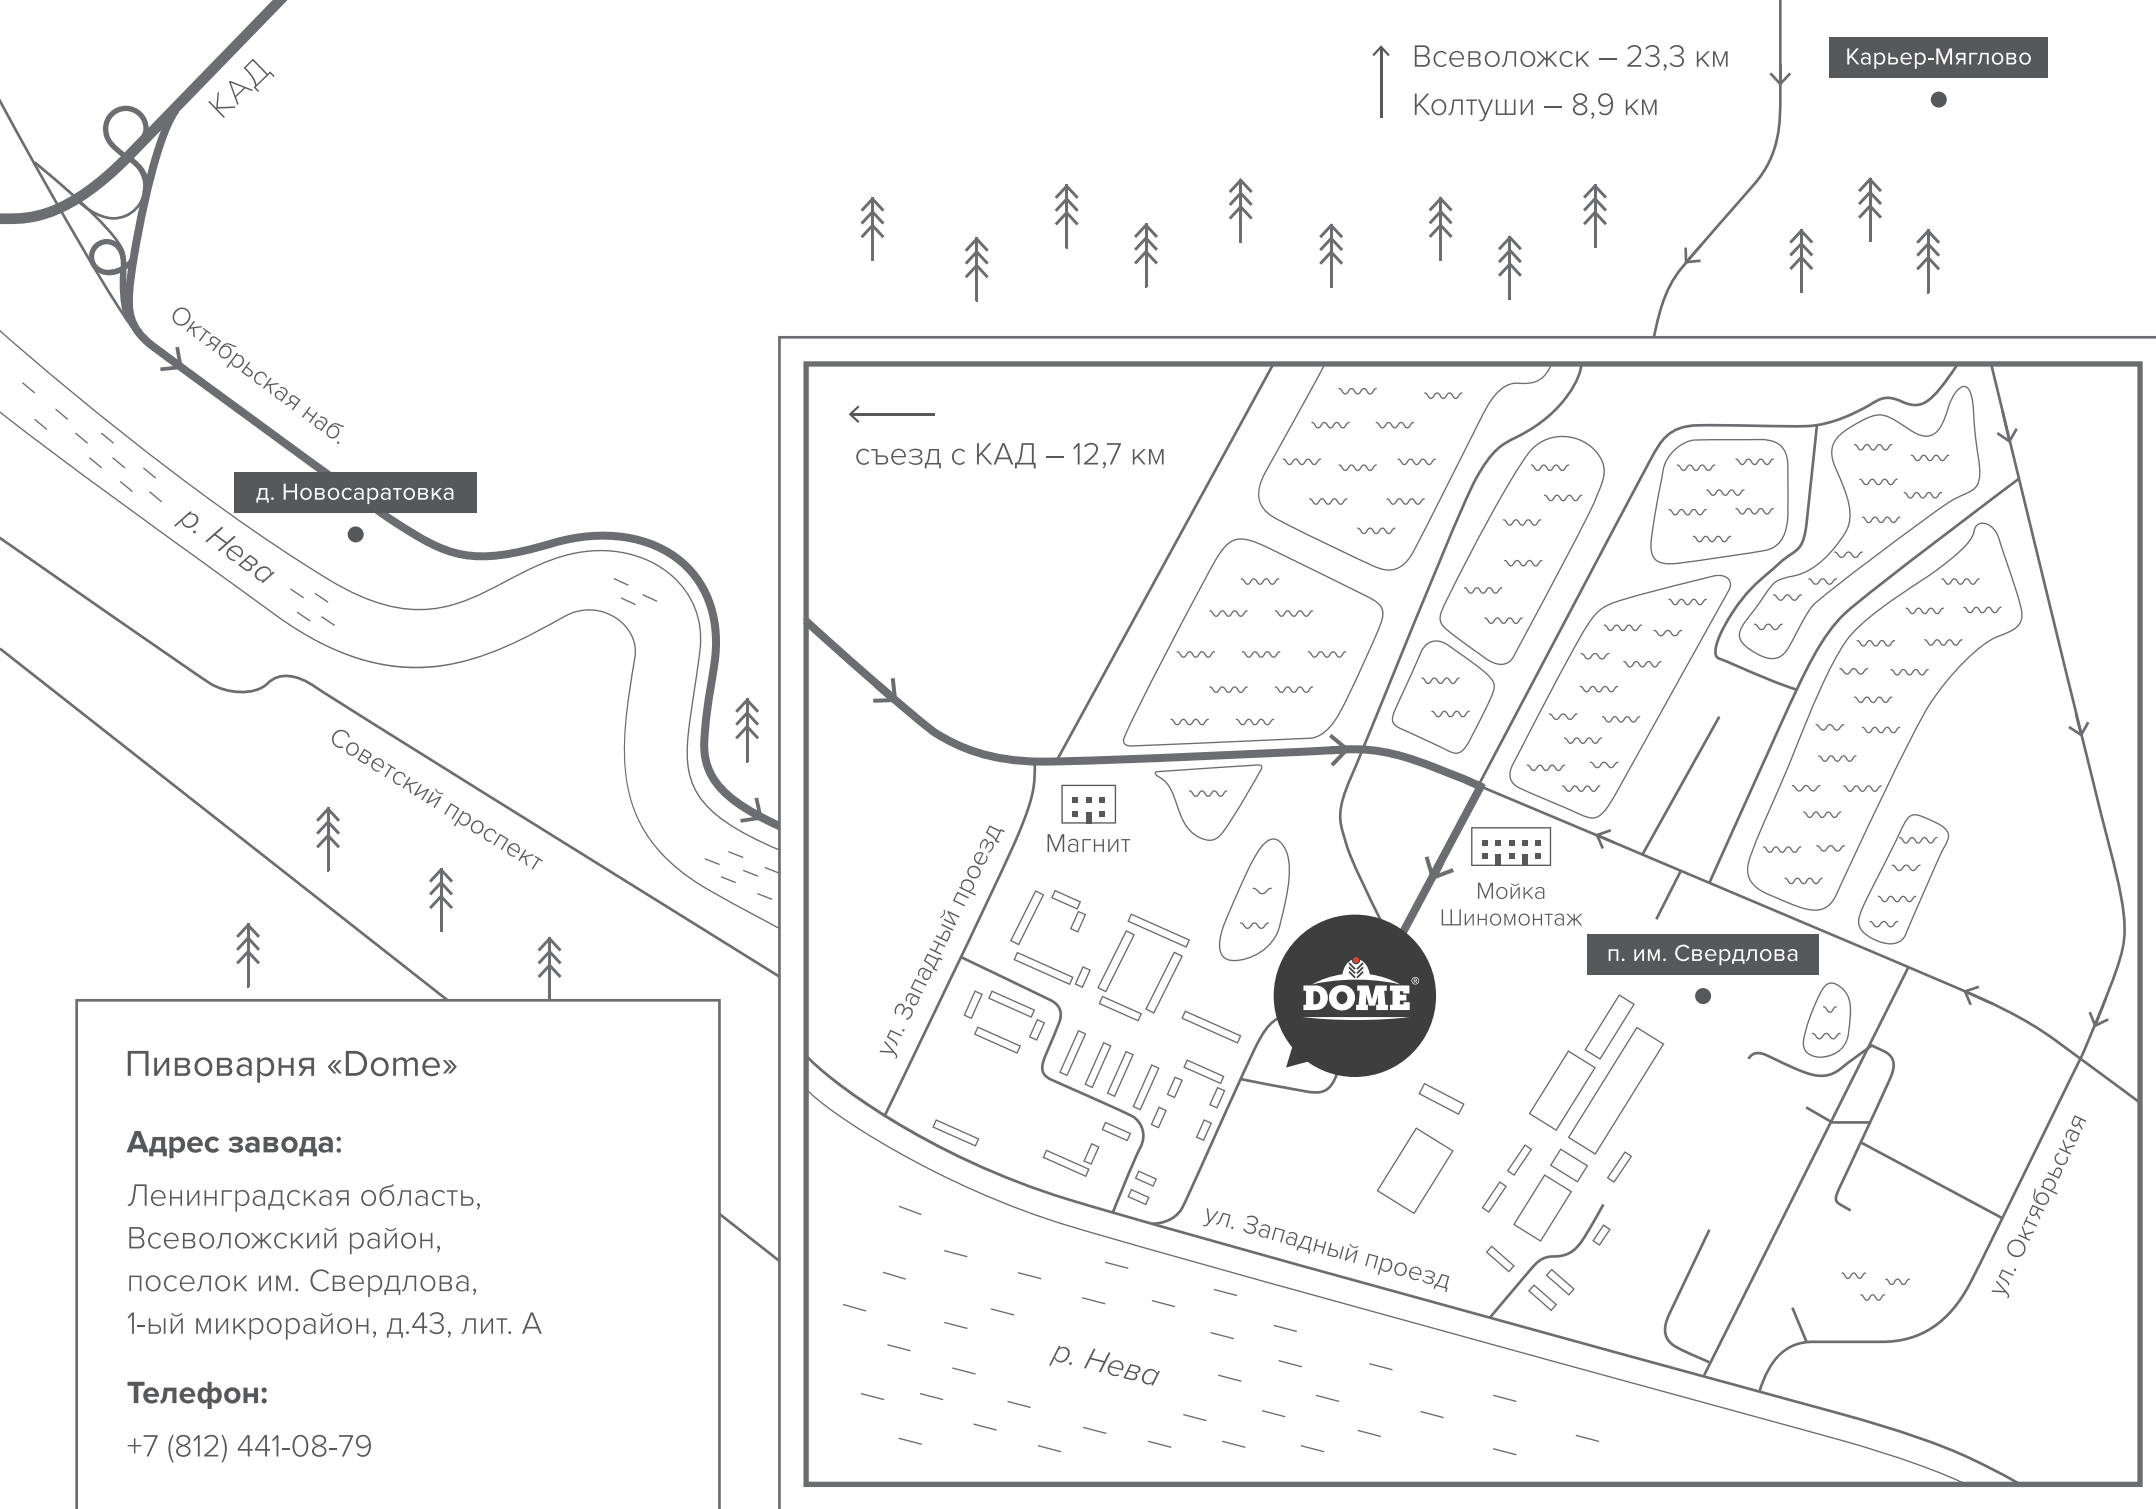 КАД
Всеволожск – 23,3 км
Колтуши – 8,9 км
Карьер-Мяглово
Октябрьская наб.
съезд с КАД – 12,7 км
д. Новосаратовка
р. Нева
Советский проспект
Магнит
ул. Западный проезд
Мойка
Шиномонтаж
п. им. Свердлова
DOME®
ул. Октябрьская
ул. Западный проезд
р. Нева
Пивоварня «Dome»
Адрес завода:
Ленинградская область,
Всеволожский район,
поселок им. Свердлова,
1-ый микрорайон, д.43, лит. А
Телефон:
+7 (812) 441-08-79